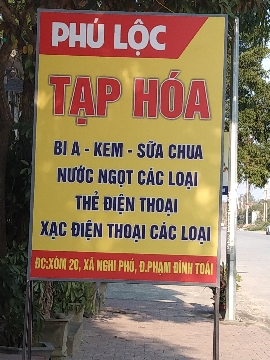 PHÚ LỘC
TẠP HÓA
BI A - KEM - SỮA CHUA
NƯỚC NGỌT CÁC LOẠI
THẺ ĐIỆN THOẠI
XẠC ĐIỆN THOẠI CÁC LOẠI
ĐC:XÓM 20, XÃ NGHI PHÚ, Đ.PHẠM ĐÌNH TOÁI